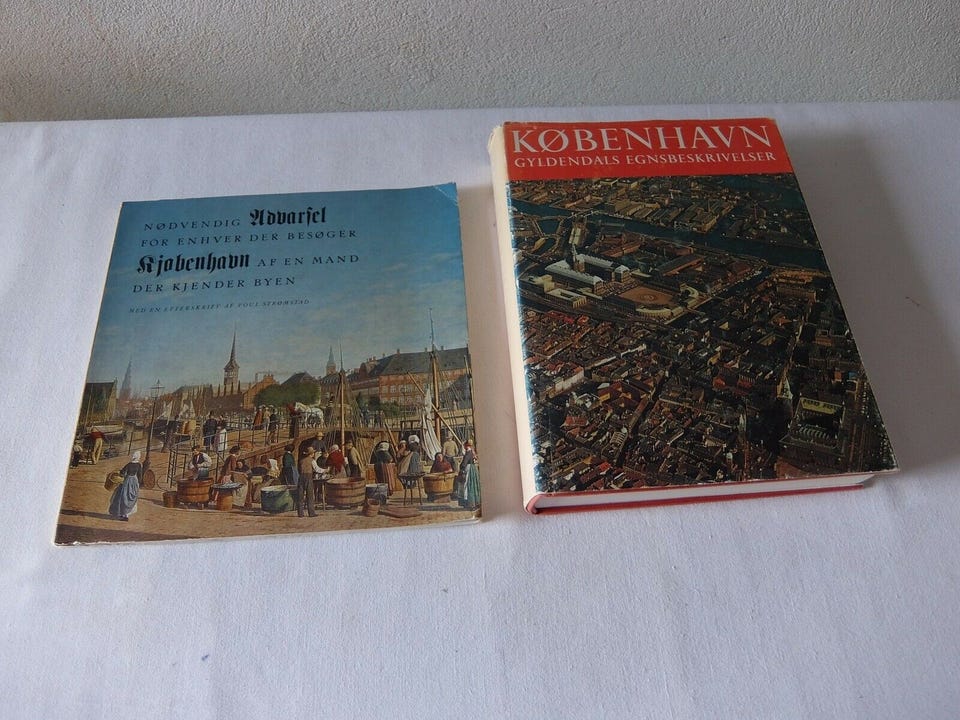 NØDVENDIG Advarsel
FOR ENHVER DER BESØGER
Kjøbenhavn AF EN MAND
DER KJENDER BYEN
MED EN EFTERSKRIFT AF POUL STRØMSTAD
KØBENHAVN
GYLDENDALS EGNSBESKRIVELSER